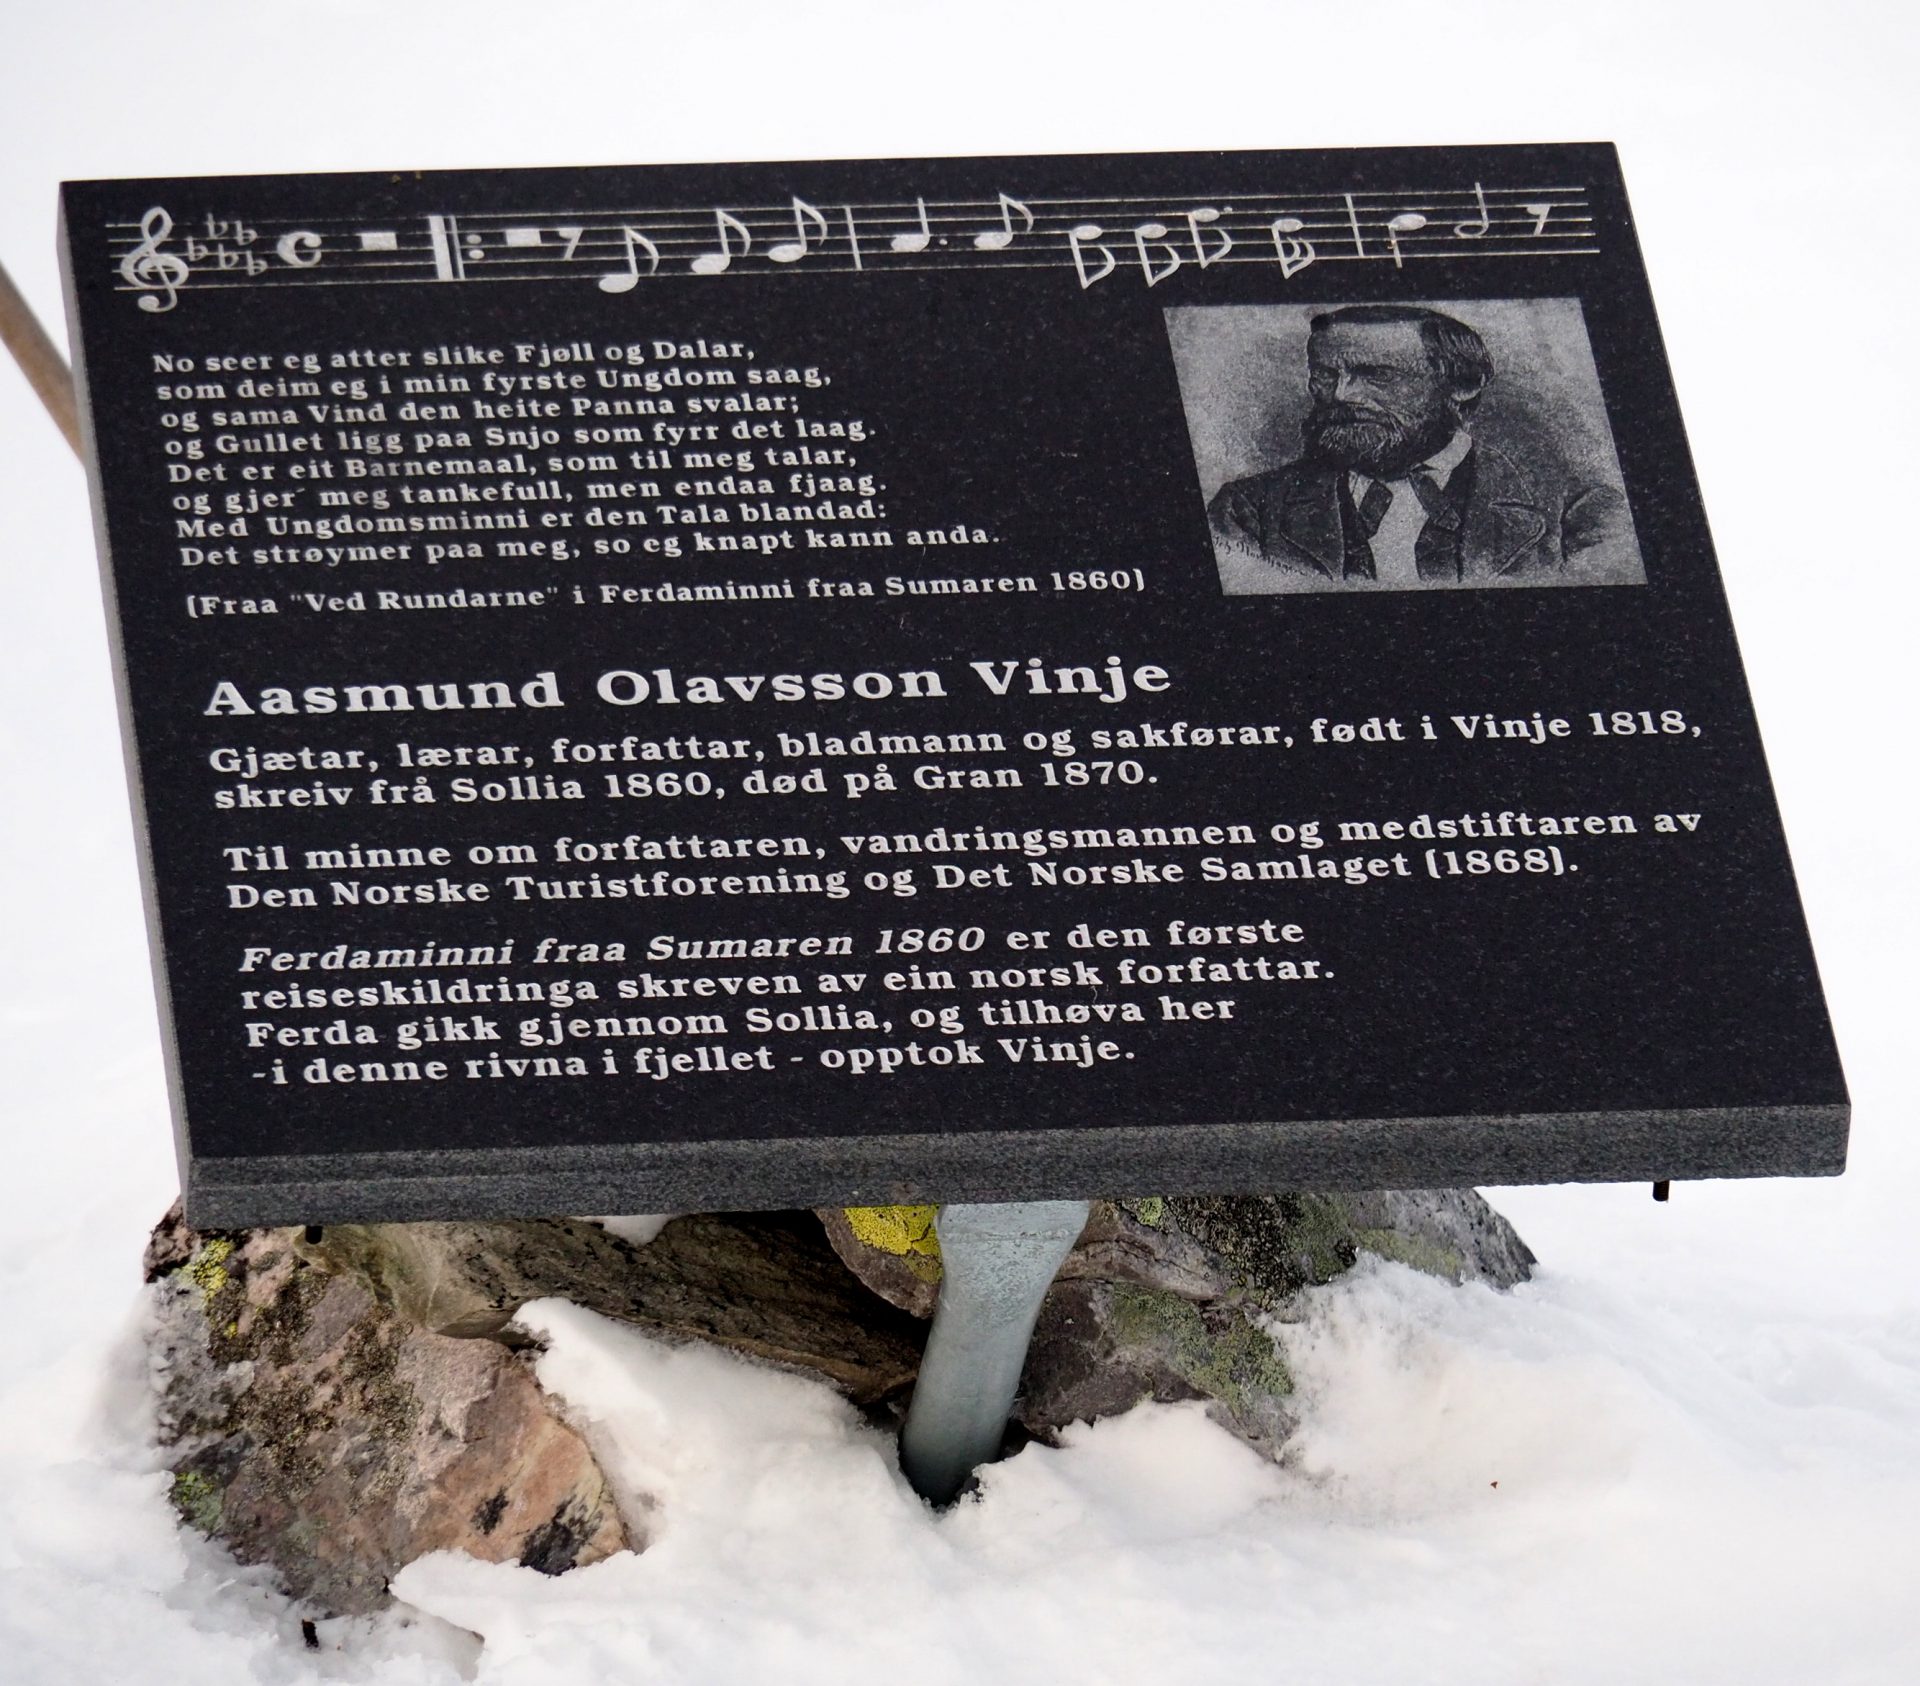 No seer eg atter slike Fjøll og Dalar,
som deim eg i min fyrste Ungdom saag,
og sama Vind den heite Panna svalar;
og Gullet ligg paa Snjo som fyrr det laag.
Det er eit Barnemaal, som til meg talar,
og gjer´ meg tankefull, men endaa fjaag.
Med Ungdomsminni er den Tala blandad:
Det strøymer paa meg, so eg knapt kann anda.
(Fraa "Ved Rundarne" i Ferdaminni fraa Sumaren 1860)
Aasmund Olavsson Vinje
Gjætar, lærar, forfattar, bladmann og sakførar, født i Vinje 1818,
skreiv frå Sollia 1860, død på Gran 1870.
Til minne om forfattaren, vandringsmannen og medstiftaren av
Den Norske Turistforening og Det Norske Samlaget (1868).
Ferdaminni fraa Sumaren 1860 er den første
reiseskildringa skreven av ein norsk forfattar.
Ferda gikk gjennom Sollia, og tilhøva her
-i denne rivna i fjellet - opptok Vinje.